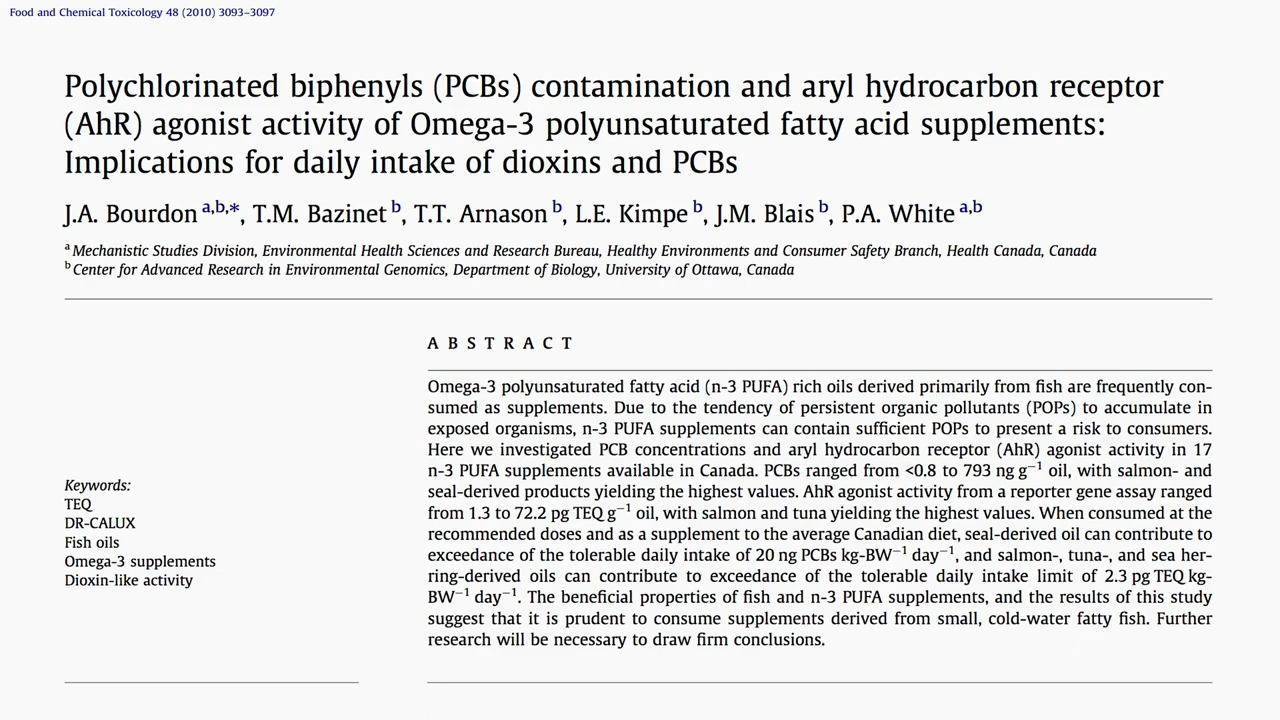 Food and Chemical Toxicology 48 (2010) 3093–3097
Polychlorinated biphenyls (PCBs) contamination and aryl hydrocarbon receptor
(AhR) agonist activity of Omega-3 polyunsaturated fatty acid supplements:
Implications for daily intake of dioxins and PCBs
J.A. Bourdon a,b,*, T.M. Bazinet b, T.T. Arnason b, L.E. Kimpe b, J.M. Blais b, P.A. White a,b
a Mechanistic Studies Division, Environmental Health Sciences and Research Bureau, Healthy Environments and Consumer Safety Branch, Health Canada, Canada
b Center for Advanced Research in Environmental Genomics, Department of Biology, University of Ottawa, Canada
Keywords:
TEQ
DR-CALUX
Fish oils
Omega-3 supplements
Dioxin-like activity
A B S T R A C T
Omega-3 polyunsaturated fatty acid (n-3 PUFA) rich oils derived primarily from fish are frequently con-
sumed as supplements. Due to the tendency of persistent organic pollutants (POPs) to accumulate in
exposed organisms, n-3 PUFA supplements can contain sufficient POPs to present a risk to consumers.
Here we investigated PCB concentrations and aryl hydrocarbon receptor (AhR) agonist activity in 17
n-3 PUFA supplements available in Canada. PCBs ranged from <0.8 to 793 ng g−1 oil, with salmon- and
seal-derived products yielding the highest values. AhR agonist activity from a reporter gene assay ranged
from 1.3 to 72.2 pg TEQ g−1 oil, with salmon and tuna yielding the highest values. When consumed at the
recommended doses and as a supplement to the average Canadian diet, seal-derived oil can contribute to
exceedance of the tolerable daily intake of 20 ng PCBs kg-BW−1 day−1, and salmon-, tuna-, and sea her-
ring-derived oils can contribute to exceedance of the tolerable daily intake limit of 2.3 pg TEQ kg-
BW−1 day−1. The beneficial properties of fish and n-3 PUFA supplements, and the results of this study
suggest that it is prudent to consume supplements derived from small, cold-water fatty fish. Further
research will be necessary to draw firm conclusions.